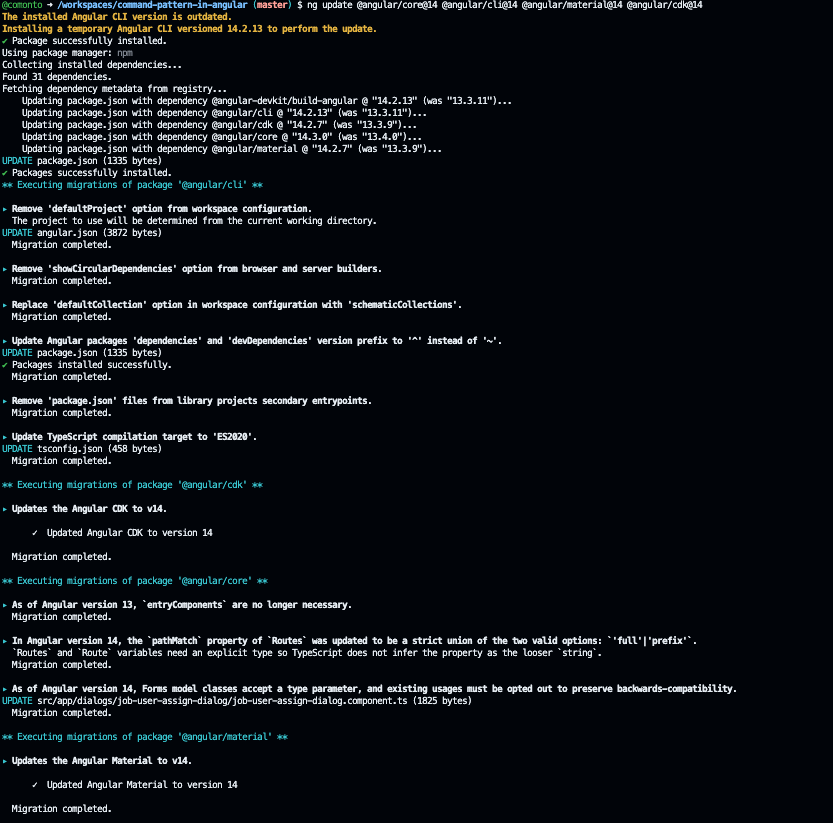 @comonto → /workspaces/command-pattern-in-angular (master) $ ng update @angular/core@14 @angular/cli@14 @angular/material@14 @angular/cdk@14
The installed Angular CLI version is outdated.
Installing a temporary Angular CLI versioned 14.2.13 to perform the update.
✔ Package successfully installed.
Using package manager: npm
Collecting installed dependencies...
Found 31 dependencies.
Fetching dependency metadata from registry...
    Updating package.json with dependency @angular-devkit/build-angular @ "14.2.13" (was "13.3.11")...
    Updating package.json with dependency @angular/cli @ "14.2.13" (was "13.3.11")...
    Updating package.json with dependency @angular/cdk @ "14.2.7" (was "13.3.9")...
    Updating package.json with dependency @angular/core @ "14.3.0" (was "13.4.0")...
    Updating package.json with dependency @angular/material @ "14.2.7" (was "13.3.9")...
UPDATE package.json (1335 bytes)
✔ Packages successfully installed.
** Executing migrations of package '@angular/cli' **
▸ Remove 'defaultProject' option from workspace configuration.
  The project to use will be determined from the current working directory.
UPDATE angular.json (3872 bytes)
  Migration completed.
▸ Remove 'showCircularDependencies' option from browser and server builders.
  Migration completed.
▸ Replace 'defaultCollection' option in workspace configuration with 'schematicCollections'.
  Migration completed.
▸ Update Angular packages 'dependencies' and 'devDependencies' version prefix to '^' instead of '~'.
UPDATE package.json (1335 bytes)
✔ Packages installed successfully.
  Migration completed.
▸ Remove 'package.json' files from library projects secondary entrypoints.
  Migration completed.
▸ Update TypeScript compilation target to 'ES2020'.
UPDATE tsconfig.json (458 bytes)
  Migration completed.
** Executing migrations of package '@angular/cdk' **
▸ Updates the Angular CDK to v14.
      ✓  Updated Angular CDK to version 14
  Migration completed.
** Executing migrations of package '@angular/core' **
▸ As of Angular version 13, `entryComponents` are no longer necessary.
  Migration completed.
▸ In Angular version 14, the `pathMatch` property of `Routes` was updated to be a strict union of the two valid options: `'full'|'prefix'`.
  `Routes` and `Route` variables need an explicit type so TypeScript does not infer the property as the looser `string`.
  Migration completed.
▸ As of Angular version 14, Forms model classes accept a type parameter, and existing usages must be opted out to preserve backwards-compatibility.
UPDATE src/app/dialogs/job-user-assign-dialog/job-user-assign-dialog.component.ts (1825 bytes)
  Migration completed.
** Executing migrations of package '@angular/material' **
▸ Updates the Angular Material to v14.
      ✓  Updated Angular Material to version 14
  Migration completed.